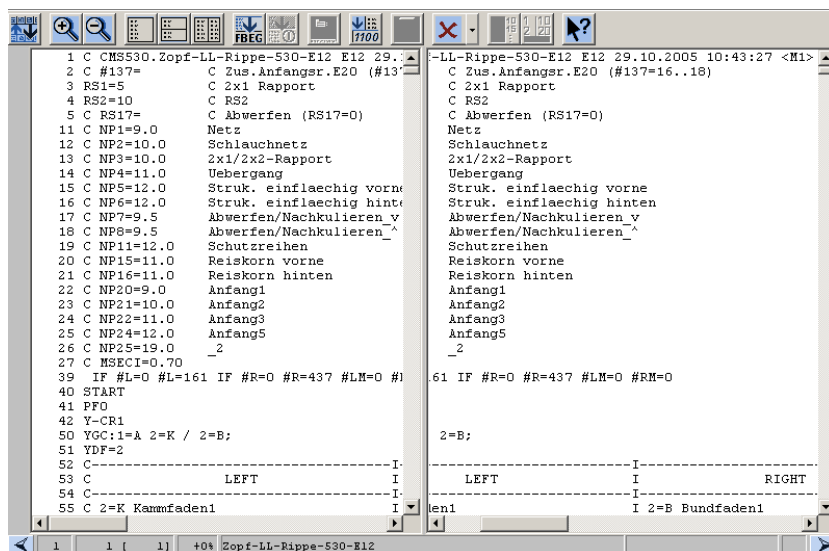 FBEG
1100
10
15
1 10
2 20
1 C CMS530.Zopf-LL-Rippe-530-E12 E12 29.
2 C #137= C Zus.Anfangsr.E20 (#13
3 RS1=5 C 2x1 Rapport
4 RS2=10 C RS2
5 C RS17= C Abwerfen (RS17=0)
11 C NP1=9.0 Netz
12 C NP2=10.0 Schlauchnetz
13 C NP3=10.0 2x1/2x2-Rapport
14 C NP4=11.0 Uebergang
15 C NP5=12.0 Struk. einflaechig vorne
16 C NP6=12.0 Struk. einflaechig hinte
17 C NP7=9.5 Abwerfen/Nachkulieren_v
18 C NP8=9.5 Abwerfen/Nachkulieren_^
19 C NP11=12.0 Schutzreihen
20 C NP15=11.0 Reiskorn vorne
21 C NP16=11.0 Reiskorn hinten
22 C NP20=9.0 Anfang1
23 C NP21=10.0 Anfang2
24 C NP22=11.0 Anfang3
25 C NP24=12.0 Anfang5
26 C NP25=19.0 _2
27 C MSECI=0.70
39 IF #L=0 #L=161 IF #R=0 #R=437 #LM=0 #
40 START
41 PF0
42 Y-CR1
50 YGC:1=A 2=K / 2=B;
51 YDF=2
52 C------------------------------------------I-
53 C LEFT I
54 C------------------------------------------I-
55 C 2=K Kammfaden1 I
-LL-Rippe-530-E12 E12 29.10.2005 10:43:27 <M1>
C Zus.Anfangsr.E20 (#137=16..18)
C 2x1 Rapport
C RS2
C Abwerfen (RS17=0)
Netz
Schlauchnetz
2x1/2x2-Rapport
Uebergang
Struk. einflaechig vorne
Struk. einflaechig hinten
Abwerfen/Nachkulieren_v
Abwerfen/Nachkulieren_^
Schutzreihen
Reiskorn vorne
Reiskorn hinten
Anfang1
Anfang2
Anfang3
Anfang5
_2
61 IF #R=0 #R=437 #LM=0 #RM=0
2=B;
----------------------------I--------------------------
LEFT I RIGHT
----------------------------I--------------------------
den1 I 2=B Bundfaden1
1 1 [ 1] +0% Zopf-LL-Rippe-530-E12